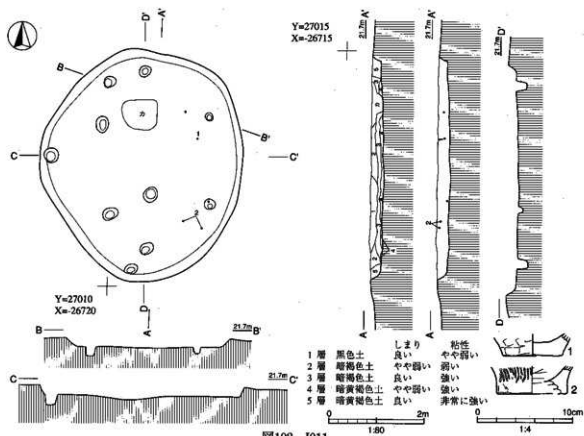 D' A'
B
Y=27015
X=-26715
B'
C C'
1
2
Y=27010
X=-26720
D
A
21.7m A'
A'
21.7m D'
5
2
4
A
A
D
B 21.7m B'
C 21.7m C'
しまり 粘性
1 層 黒色土 良い やや弱い
2 層 暗褐色土 やや弱い 弱い
3 層 暗褐色土 良い 強い
4 層 暗黄褐色土 やや弱い 強い
5 層 暗黄褐色土 良い 非常に強い
1
2
0 2m
1:80
0 10cm
1:4